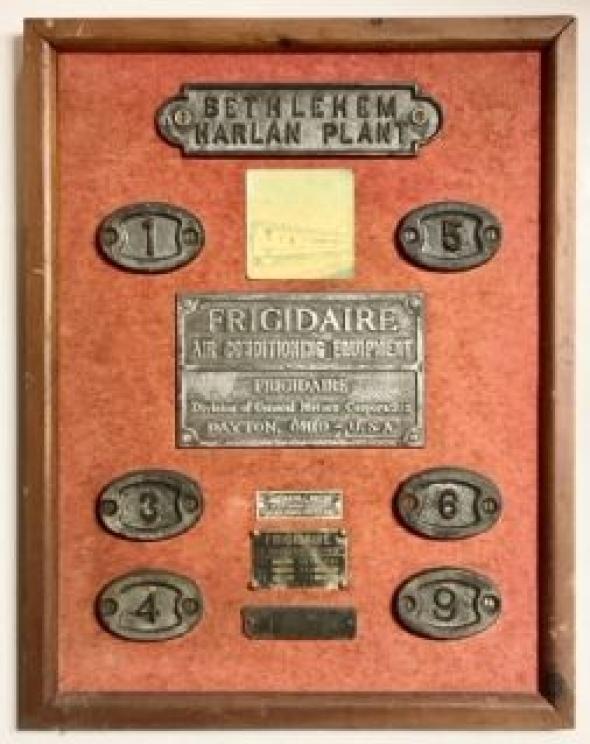 BETHLEHEM
HARLAN PLANT
1
5
FRIGIDAIRE
AIR CONDITIONING EQUIPMENT
FRIGIDAIRE
Division of General Motors Corporation
DAYTON, OHIO - U.S.A.
3
6
FRIGIDAIRE
4
9